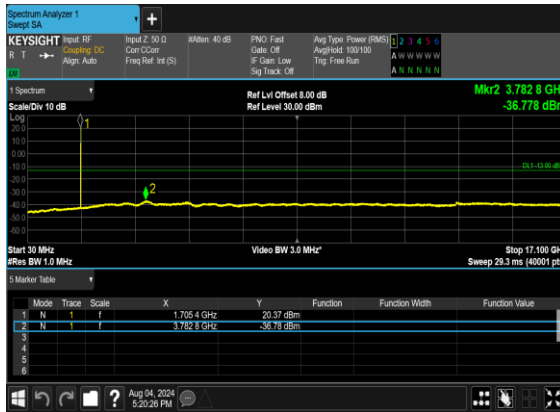 Spectrum Analyzer 1
Swept SA
+
KEYSIGHT Input: RF Input Z: 50 Ω #Atten: 40 dB PNO: Fast Avg Type: Power (RMS) 1 2 3 4 5 6
R T Coupling: DC Corr CCorr Gate: Off Avg|Hold: 100/100 A W W W W W
Align: Auto Freq Ref: Int (S) IF Gain: Low Trig: Free Run
LXI Sig Track: Off A N N N N N
1 Spectrum Ref Lvl Offset 8.00 dB Mkr2 3.782 8 GH
Scale/Div 10 dB Ref Level 30.00 dBm -36.778 dBr
Log
20.0
10.0
0.00
-10.0
-20.0
-30.0
-40.0
-50.0
-60.0
1
DL1 -13.00 dB
2
Start 30 MHz Video BW 3.0 MHz* Stop 17.100 GH
#Res BW 1.0 MHz Sweep 29.3 ms (40001 pt
5 Marker Table
Mode Trace Scale X Y Function Function Width Function Value
1 N 1 f 1.705 4 GHz 20.37 dBm
2 N 1 f 3.782 8 GHz -36.78 dBm
3
4
5
6
? Aug 04, 2024
5:20:26 PM